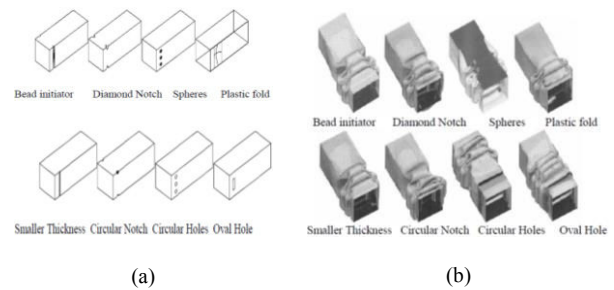 Bead initiator Diamond Notch Spheres Plastic fold
Smaller Thickness Circular Notch Circular Holes Oval Hole
(a)
Bead initiator Diamond Notch Spheres Plastic fold
Smaller Thickness Circular Notch Circular Holes Oval Hole
(b)